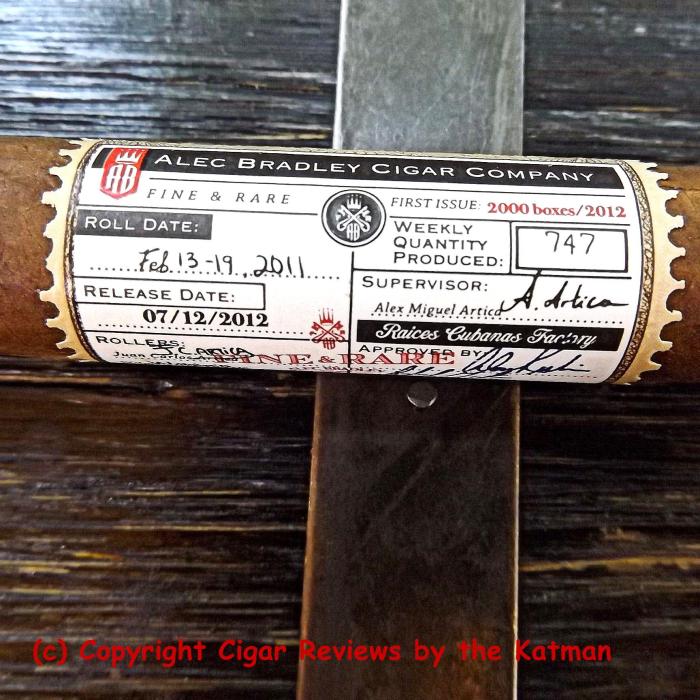 AB ALEC BRADLEY CIGAR COMPANY
FINE & RARE
FIRST ISSUE: 2000 boxes/2012
ROLL DATE:
Feb 13-19, 2011
WEEKLY
QUANTITY
PRODUCED:
747
RELEASE DATE:
07/12/2012
SUPERVISOR:
Alex Miguel Artica A. Artica
Raices Cubanas Factory
ROLLERS:
Juan
FINE & RARE
APPROVED BY
(c) Copyright Cigar Reviews by the Katman